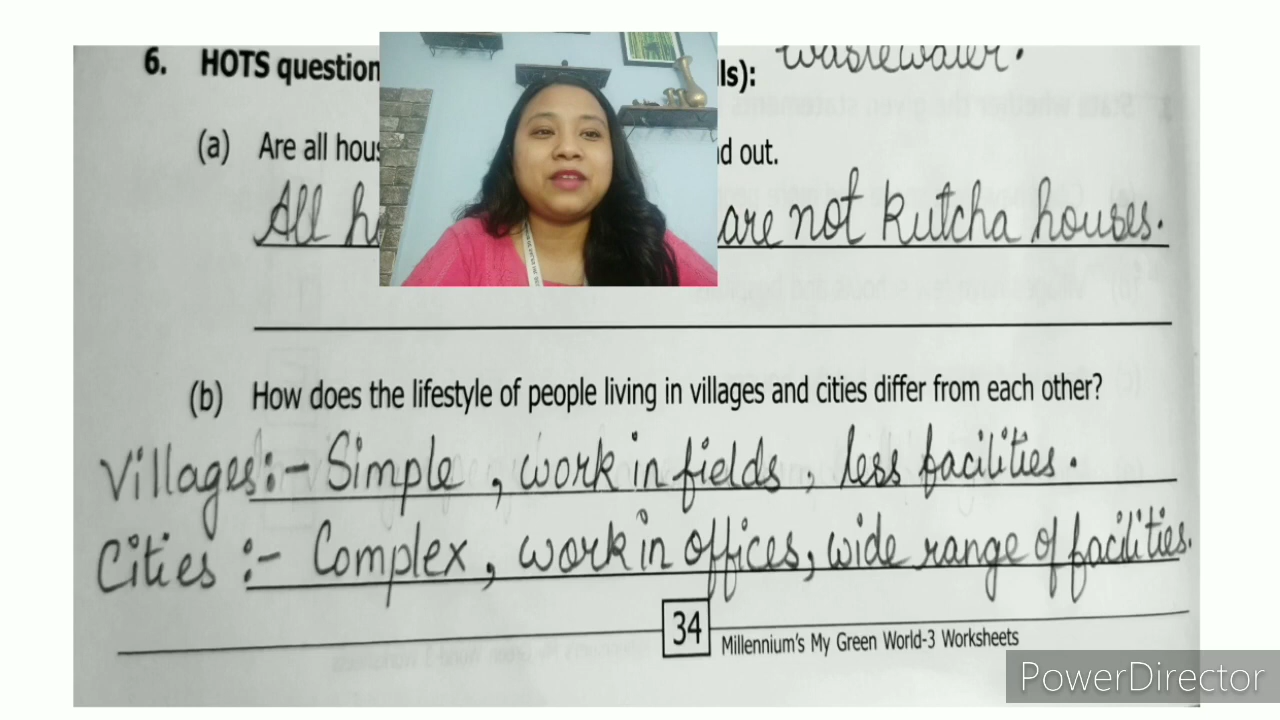 wastewater.
6. HOTS question ls):
(a) Are all hou d out.
All h are not kutcha houses.
(b) How does the lifestyle of people living in villages and cities differ from each other?
Villages:- Simple, work in fields, less facilities.
Cities:- Complex, work in offices, wide range of facilities.
34 Millennium's My Green World-3 Worksheets
PowerDirector